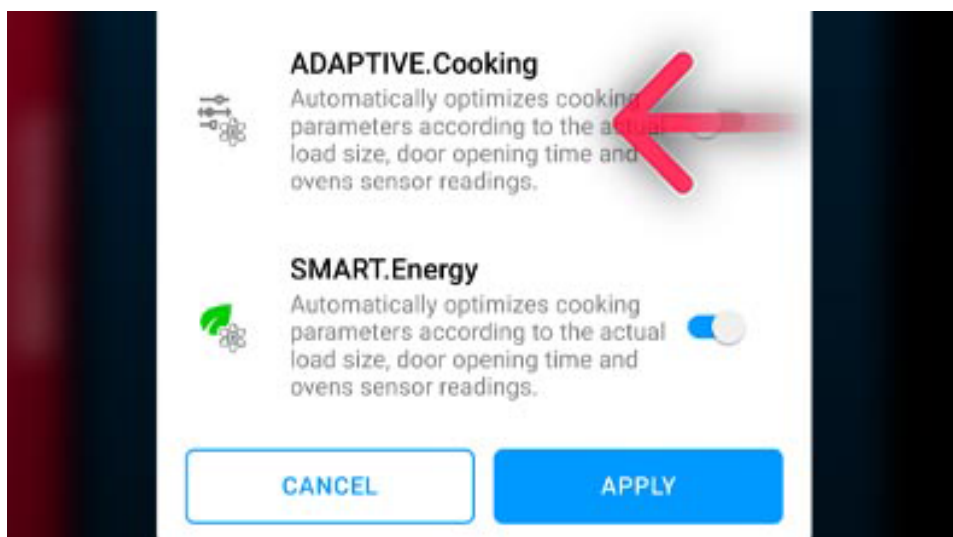 ADAPTIVE.Cooking
Automatically optimizes cooking
parameters according to the actual
load size, door opening time and
ovens sensor readings.
SMART.Energy
Automatically optimizes cooking
parameters according to the actual
load size, door opening time and
ovens sensor readings.
CANCEL
APPLY